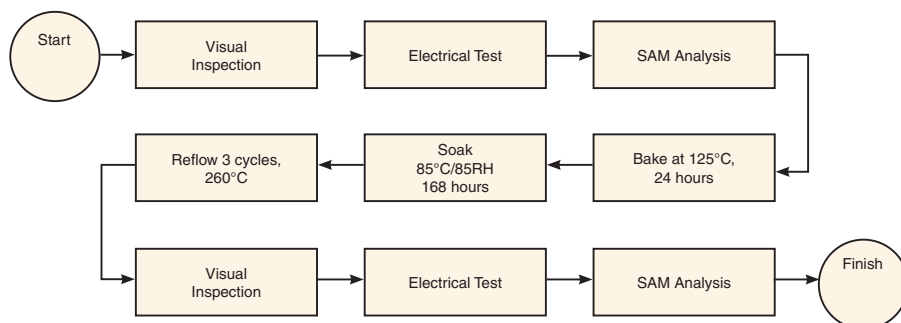 Start
Visual
Inspection
Electrical Test
SAM Analysis
Bake at 125°C,
24 hours
Soak
85°C/85RH
168 hours
Reflow 3 cycles,
260°C
Visual
Inspection
Electrical Test
SAM Analysis
Finish